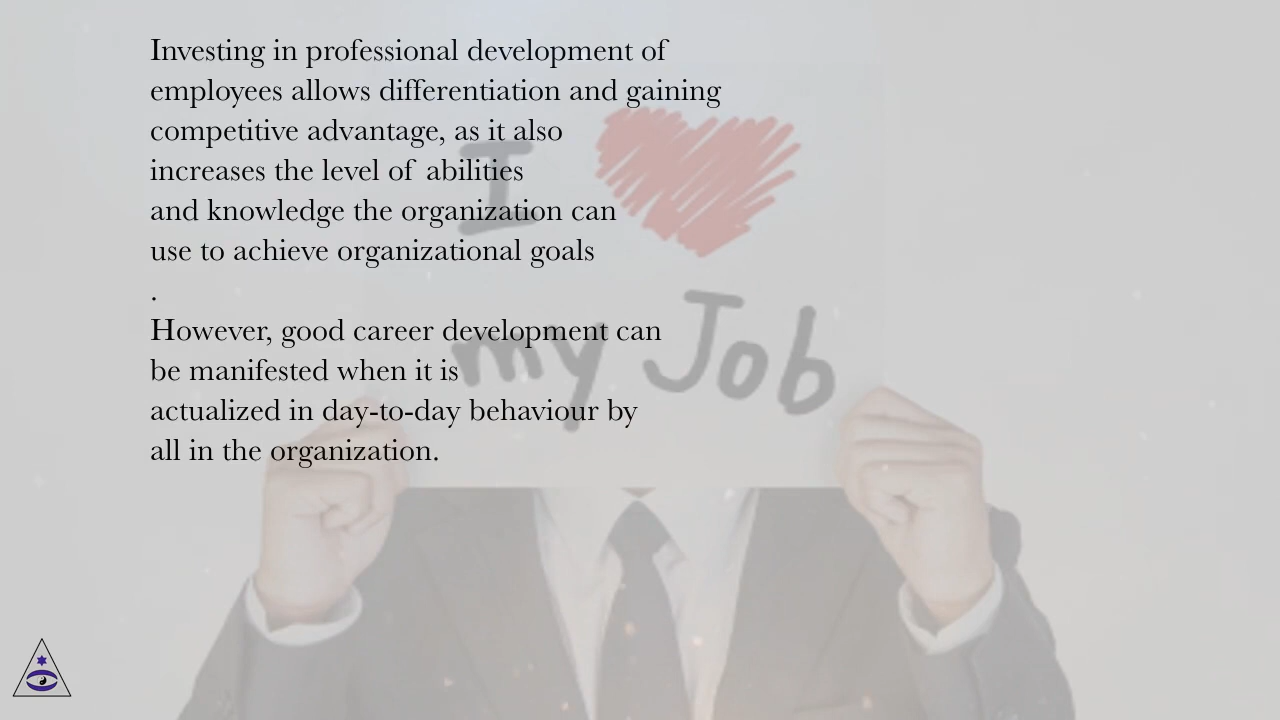 Investing in professional development of
employees allows differentiation and gaining
competitive advantage, as it also
increases the level of abilities
and knowledge the organization can
use to achieve organizational goals
.
However, good career development can
be manifested when it is
actualized in day-to-day behaviour by
all in the organization.
I
my Job